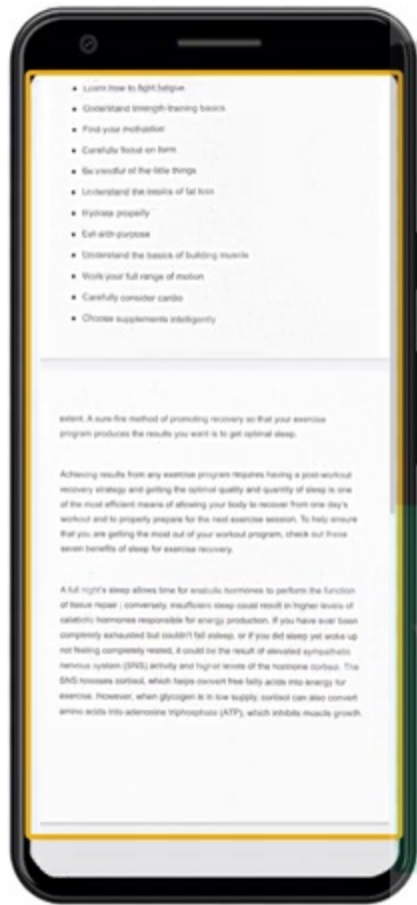 Learn how to fight fatigue
Understand strength training basics
Find your motivation
Carefully focus on form
Be mindful of the little things
Understand the basics of fat loss
Hydrate properly
Eat with purpose
Understand the basics of building muscle
Work your full range of motion
Carefully consider cardio
Choose supplements intelligently
extent. A sure-fire method of promoting recovery so that your exercise
program produces the results you want is to get optimal sleep.
Achieving results from any exercise program requires having a post-workout
recovery strategy and getting the optimal quality and quantity of sleep is one
of the most efficient means of allowing your body to recover from one day's
workout and to properly prepare for the next exercise session. To help ensure
that you are getting the most out of your workout program, check out these
seven benefits of sleep for exercise recovery.
A full night's sleep allows time for anabolic hormones to perform the function
of tissue repair ; conversely, insufficient sleep could result in higher levels of
catabolic hormones responsible for energy production. If you have ever been
completely exhausted but couldn't fall asleep, or if you did sleep yet woke up
not feeling completely rested, it could be the result of elevated sympathetic
nervous system (SNS) activity and higher levels of the hormone cortisol. The
SNS releases cortisol, which helps convert free fatty acids into energy for
exercise. However, when glycogen is in low supply, cortisol can also convert
amino acids into adenosine triphosphate (ATP), which inhibits muscle growth.